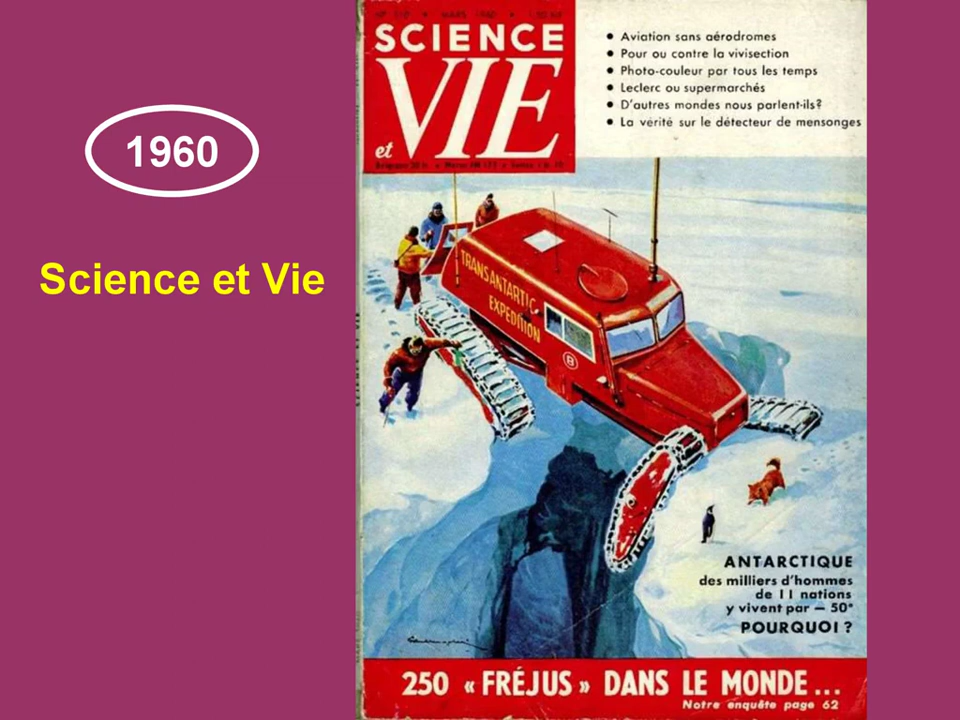 1960
Science et Vie
MARS 1960
SCIENCE
et VIE
• Aviation sans aérodromes
• Pour ou contre la vivisection
• Photo-couleur par tous les temps
• Leclerc ou supermarchés
• D'autres mondes nous parlent-ils?
• La vérité sur le détecteur de mensonges
TRANSANTARTIC
EXPEDITION
B
ANTARCTIQUE
des milliers d'hommes
de 11 nations
y vivent par — 50°
POURQUOI ?
250 « FRÉJUS » DANS LE MONDE...
Notre enquête page 62